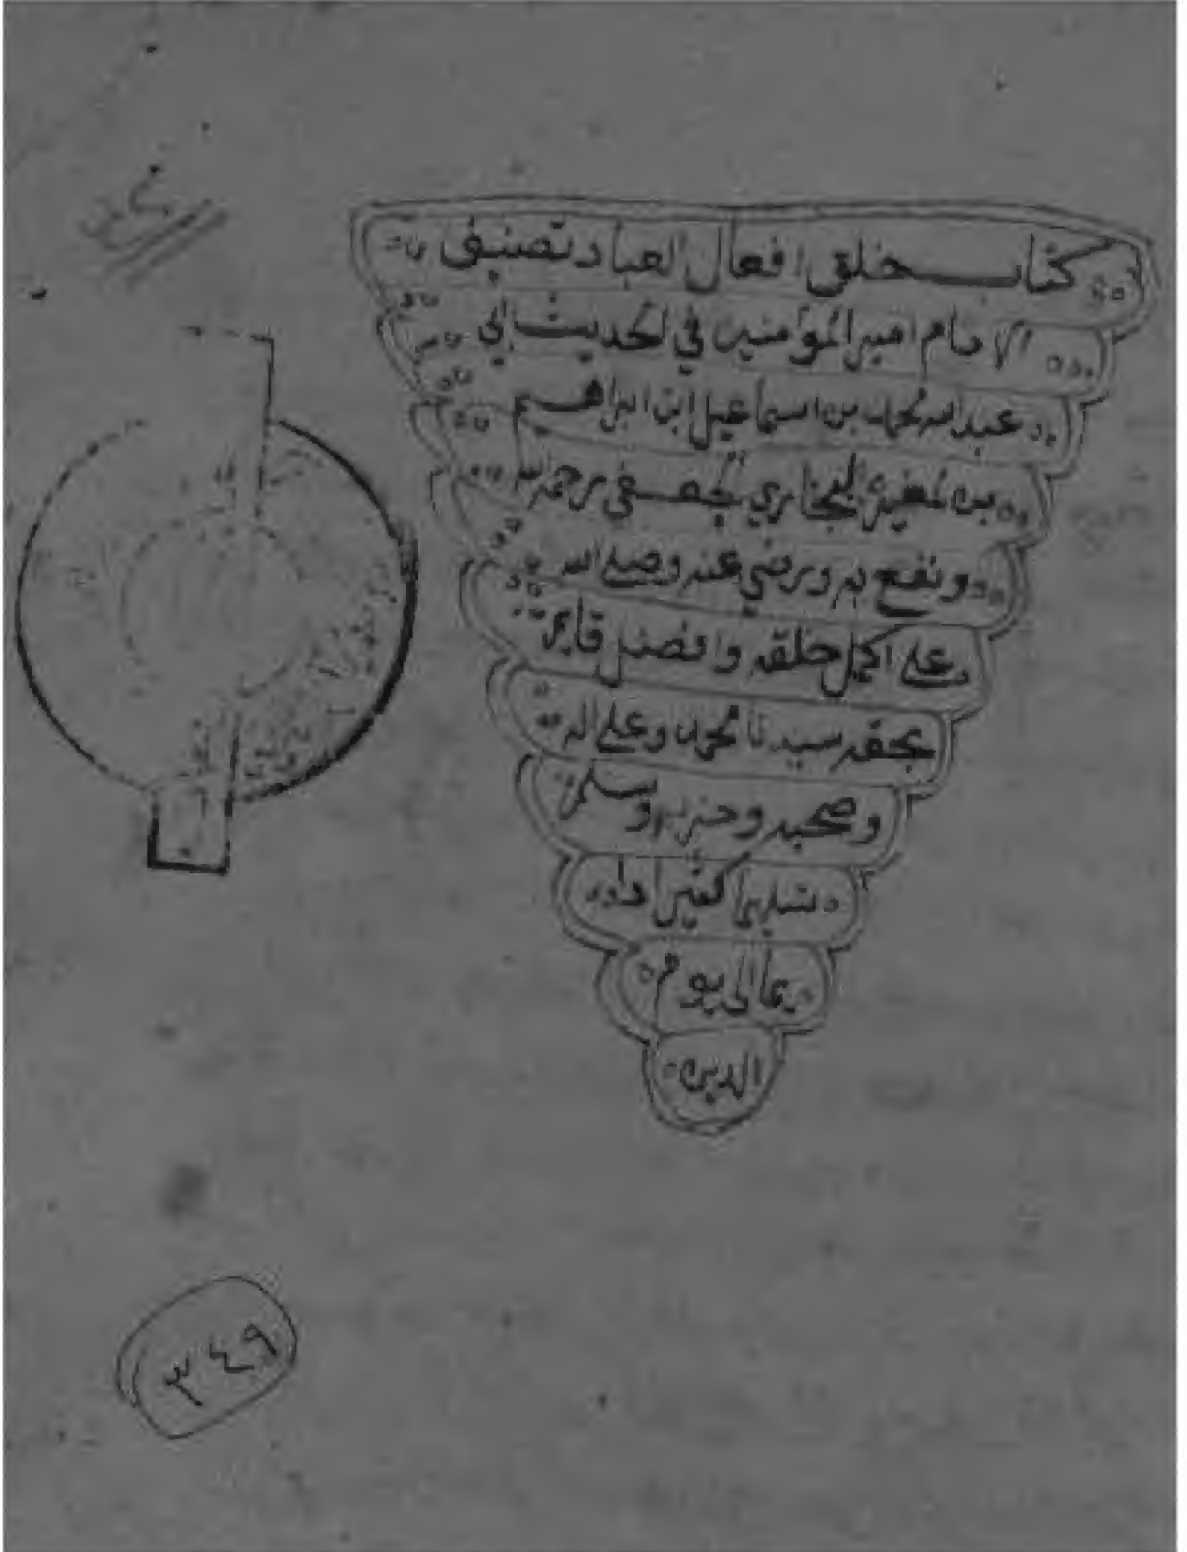 كتاب خلق افعال العباد تصنيف
الامام امير المؤمنين في الحديث ابي
عبد الله محمد بن اسماعيل ابن ابراهيم
بن المغيرة البخاري الجعفي رحمه الله
ونفع به ورضي عنه وصلى الله
على اكمل خلقه وافضل قايم
بحقه سيدنا محمد وعلى اله
وصحبه وحزبه وسلم
كثيرا دا
يما الى يوم
الدين
٣٤٩